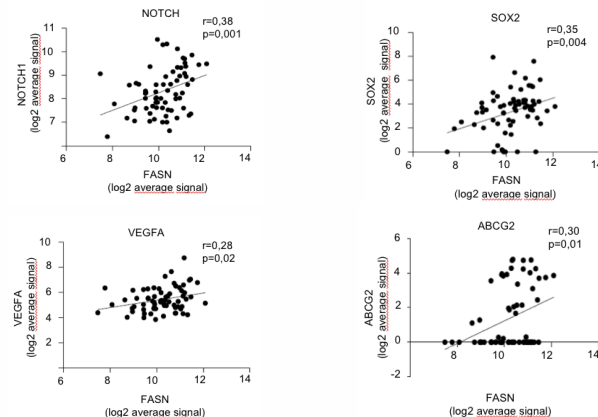 NOTCH
r=0,38
p=0,001
11
10
9
8
7
NOTCH1
(log2 average signal)
6 8 10 12 14
FASN
(log2 average signal)
SOX2
r=0,35
p=0,004
10
8
6
4
2
0
SOX2
(log2 average signal)
6 8 10 12 14
FASN
(log2 average signal)
VEGFA
r=0,28
p=0,02
10
8
6
4
2
VEGFA
(log2 average signal)
6 8 10 12 14
FASN
(log2 average signal)
ABCG2
r=0,30
p=0,01
6
4
2
0
-2
ABCG2
(log2 average signal)
6 8 10 12 14
FASN
(log2 average signal)